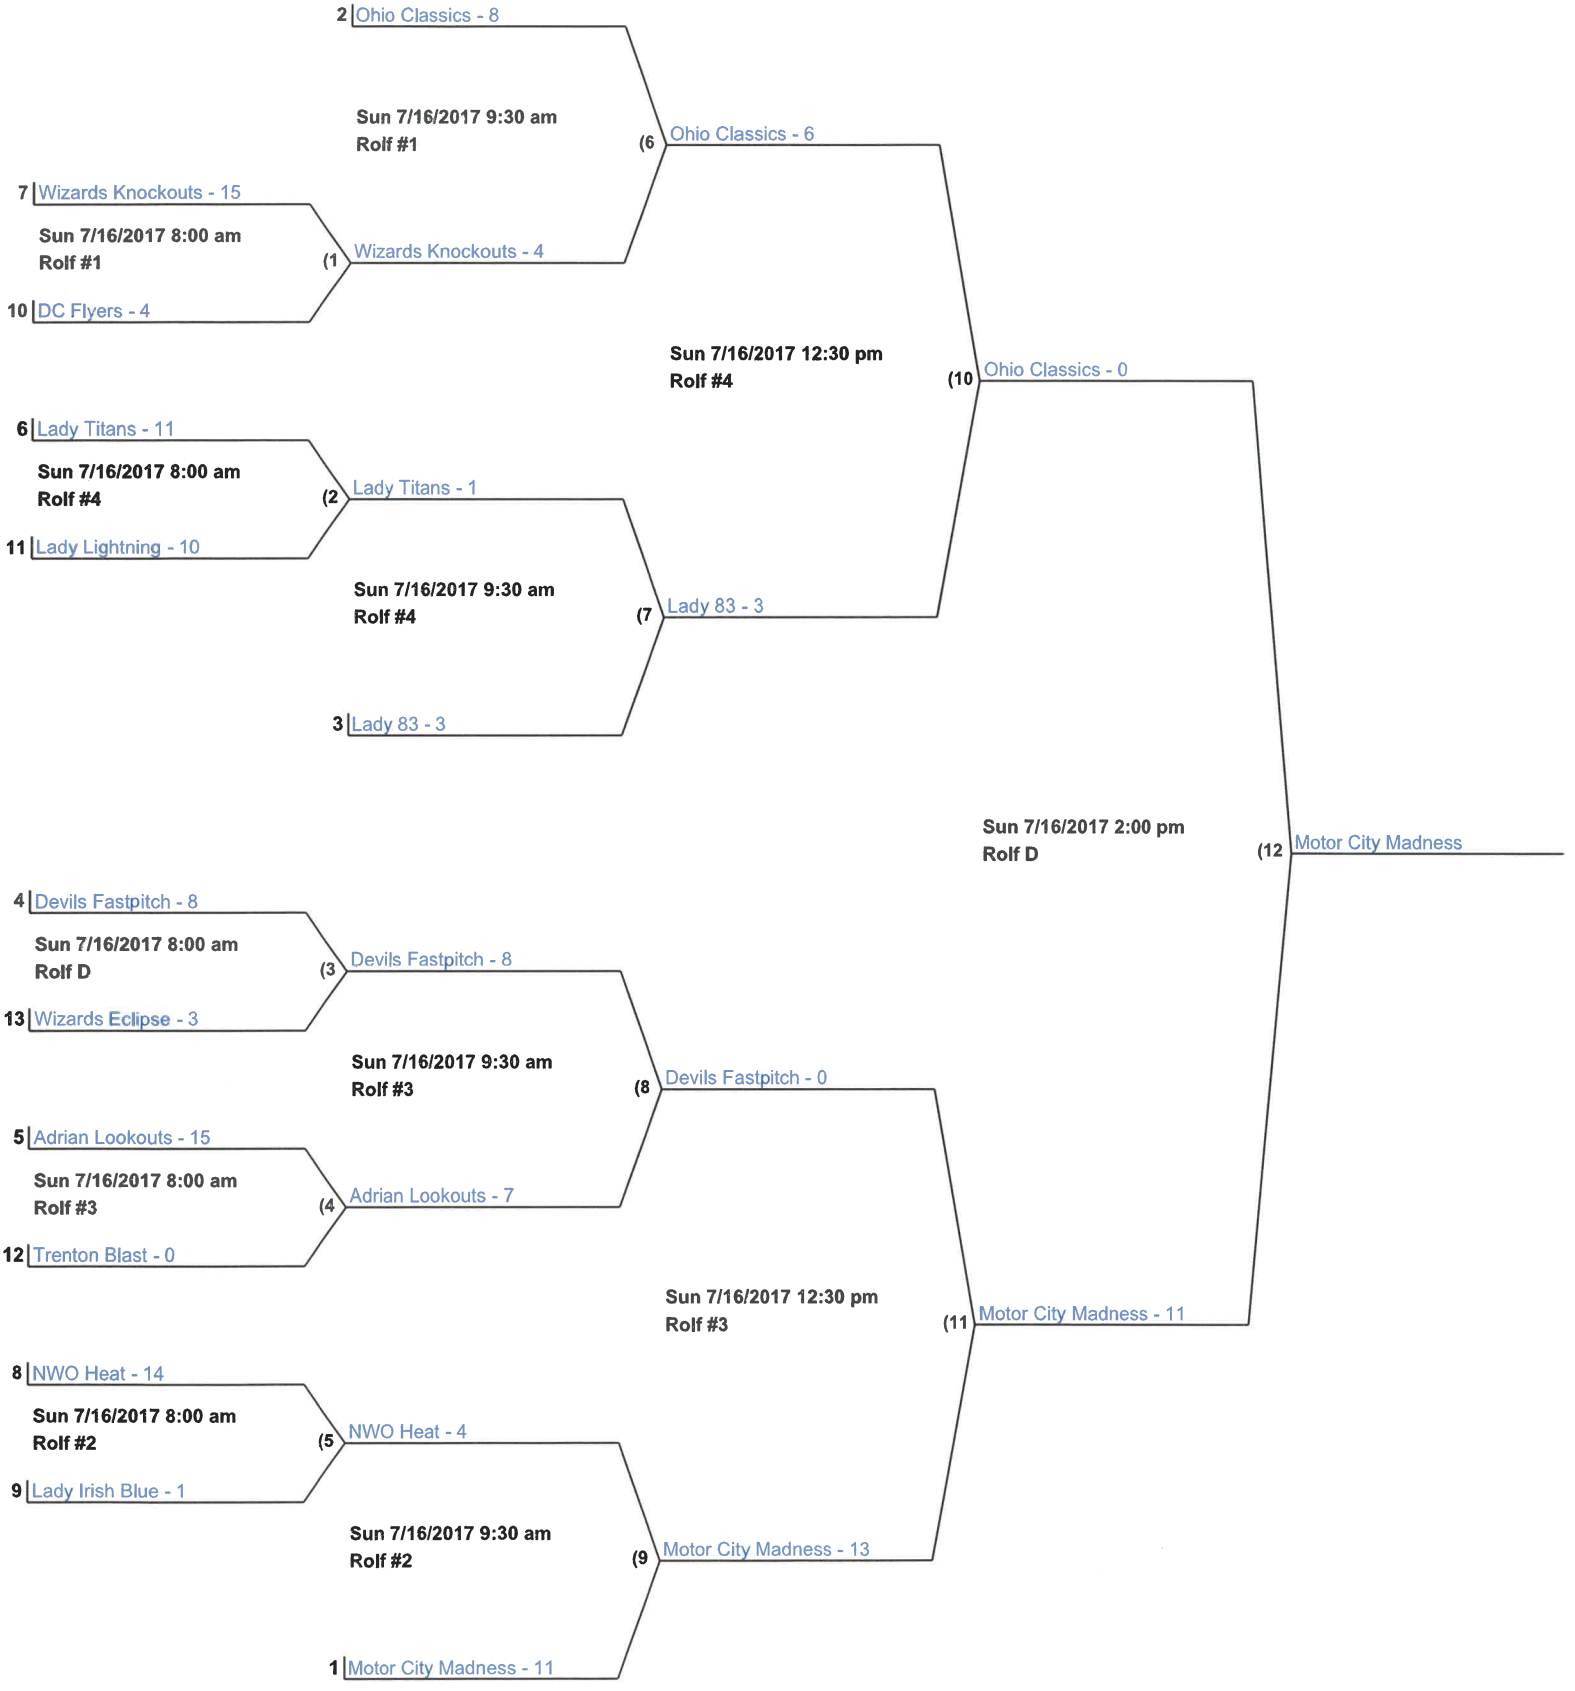 2 Ohio Classics - 8
Sun 7/16/2017 9:30 am
Rolf #1
(6 Ohio Classics - 6
7 Wizards Knockouts - 15
Sun 7/16/2017 8:00 am
Rolf #1
(1 Wizards Knockouts - 4
10 DC Flyers - 4
Sun 7/16/2017 12:30 pm
Rolf #4
(10 Ohio Classics - 0
6 Lady Titans - 11
Sun 7/16/2017 8:00 am
Rolf #4
(2 Lady Titans - 1
11 Lady Lightning - 10
Sun 7/16/2017 9:30 am
Rolf #4
(7 Lady 83 - 3
3 Lady 83 - 3
Sun 7/16/2017 2:00 pm
Rolf D
(12 Motor City Madness
4 Devils Fastpitch - 8
Sun 7/16/2017 8:00 am
Rolf D
(3 Devils Fastpitch - 8
13 Wizards Eclipse - 3
Sun 7/16/2017 9:30 am
Rolf #3
(8 Devils Fastpitch - 0
5 Adrian Lookouts - 15
Sun 7/16/2017 8:00 am
Rolf #3
(4 Adrian Lookouts - 7
12 Trenton Blast - 0
Sun 7/16/2017 12:30 pm
Rolf #3
(11 Motor City Madness - 11
8 NWO Heat - 14
Sun 7/16/2017 8:00 am
Rolf #2
(5 NWO Heat - 4
9 Lady Irish Blue - 1
Sun 7/16/2017 9:30 am
Rolf #2
(9 Motor City Madness - 13
1 Motor City Madness - 11